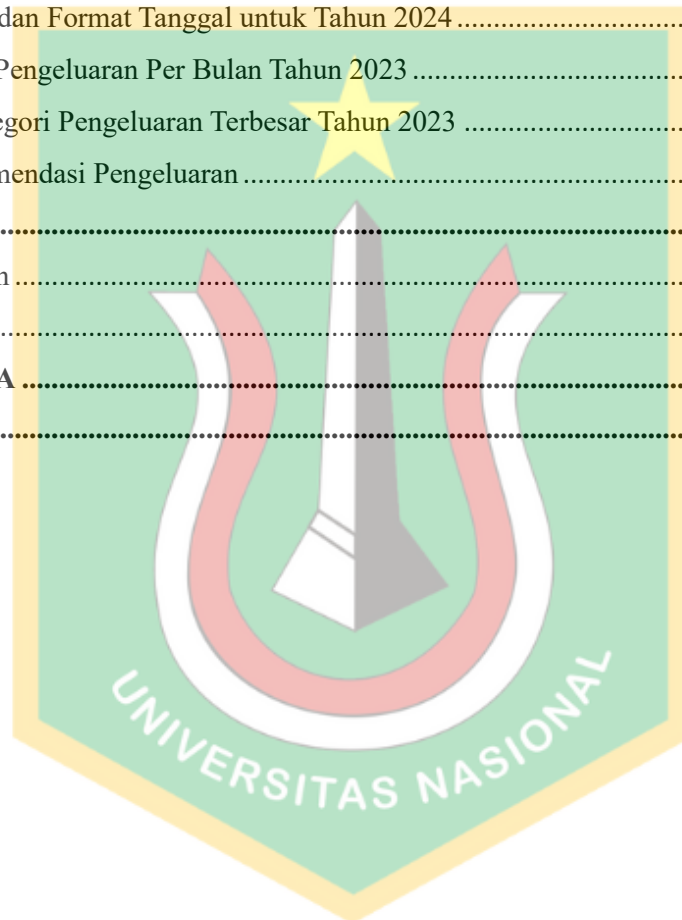 dan Format Tanggal untuk Tahun 2024 ........................................
Pengeluaran Per Bulan Tahun 2023 ........................................
egori Pengeluaran Terbesar Tahun 2023 ........................................
mendasi Pengeluaran ........................................
........................................
n ........................................
........................................
A ........................................
........................................
UNIVERSITAS NASIONAL